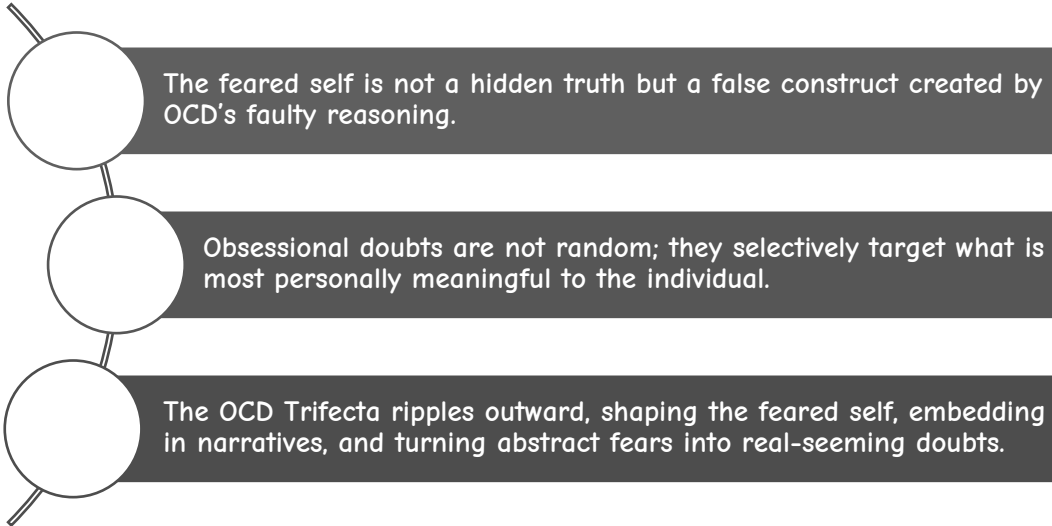 The feared self is not a hidden truth but a false construct created by
OCD's faulty reasoning.
Obsessional doubts are not random; they selectively target what is
most personally meaningful to the individual.
The OCD Trifecta ripples outward, shaping the feared self, embedding
in narratives, and turning abstract fears into real-seeming doubts.